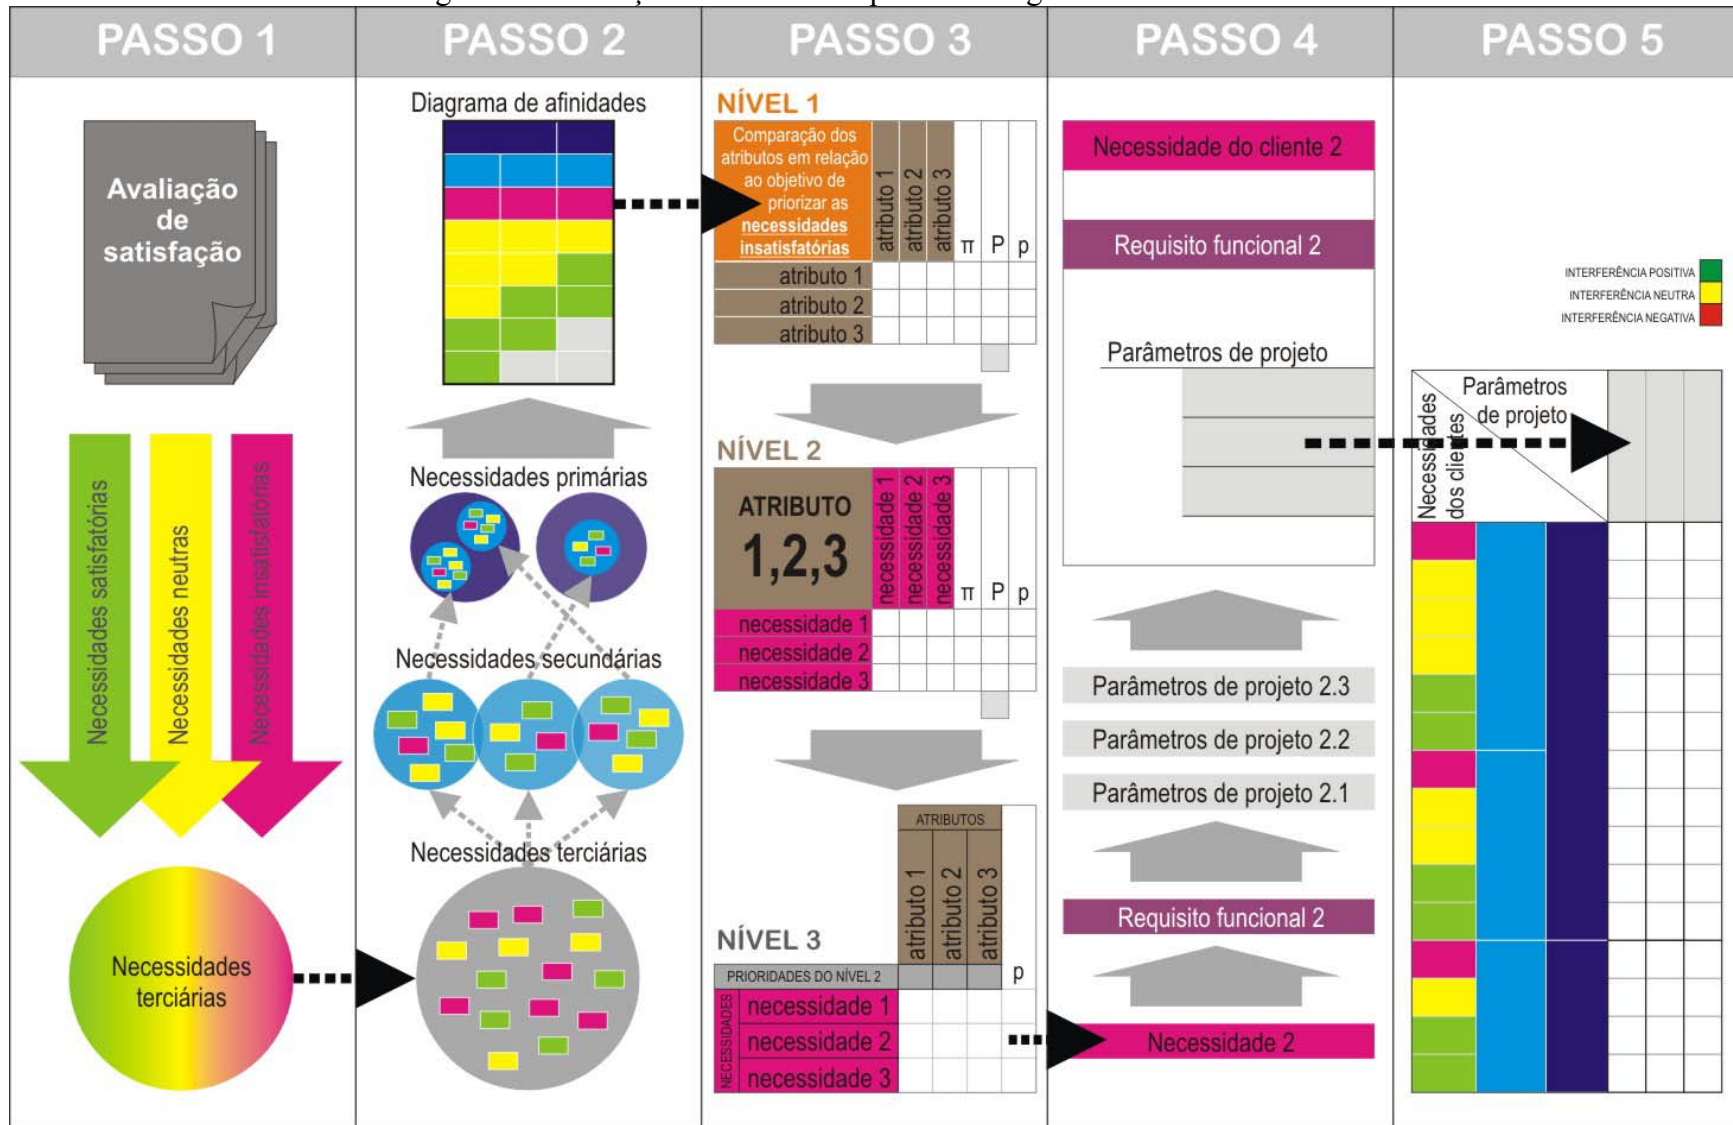 PASSO 1
PASSO 2
PASSO 3
PASSO 4
PASSO 5
Avaliação
de
satisfação
Necessidades satisfatórias
Necessidades neutras
Necessidades insatisfatórias
Necessidades
terciárias
Diagrama de afinidades
Necessidades primárias
Necessidades secundárias
Necessidades terciárias
NÍVEL 1
Comparação dos
atributos em relação
ao objetivo de
priorizar as
necessidades
insatisfatórias
atributo 1
atributo 2
atributo 3
π
P
p
atributo 1
atributo 2
atributo 3
NÍVEL 2
ATRIBUTO
1,2,3
necessidade 1
necessidade 2
necessidade 3
π
P
p
necessidade 1
necessidade 2
necessidade 3
NÍVEL 3
ATRIBUTOS
atributo 1
atributo 2
atributo 3
p
PRIORIDADES DO NÍVEL 2
NECESSIDADES
necessidade 1
necessidade 2
necessidade 3
Necessidade do cliente 2
Requisito funcional 2
Parâmetros de projeto
Parâmetros de projeto 2.3
Parâmetros de projeto 2.2
Parâmetros de projeto 2.1
Requisito funcional 2
Necessidade 2
INTERFERÊNCIA POSITIVA
INTERFERÊNCIA NEUTRA
INTERFERÊNCIA NEGATIVA
Parâmetros
de projeto
Necessidades
dos clientes